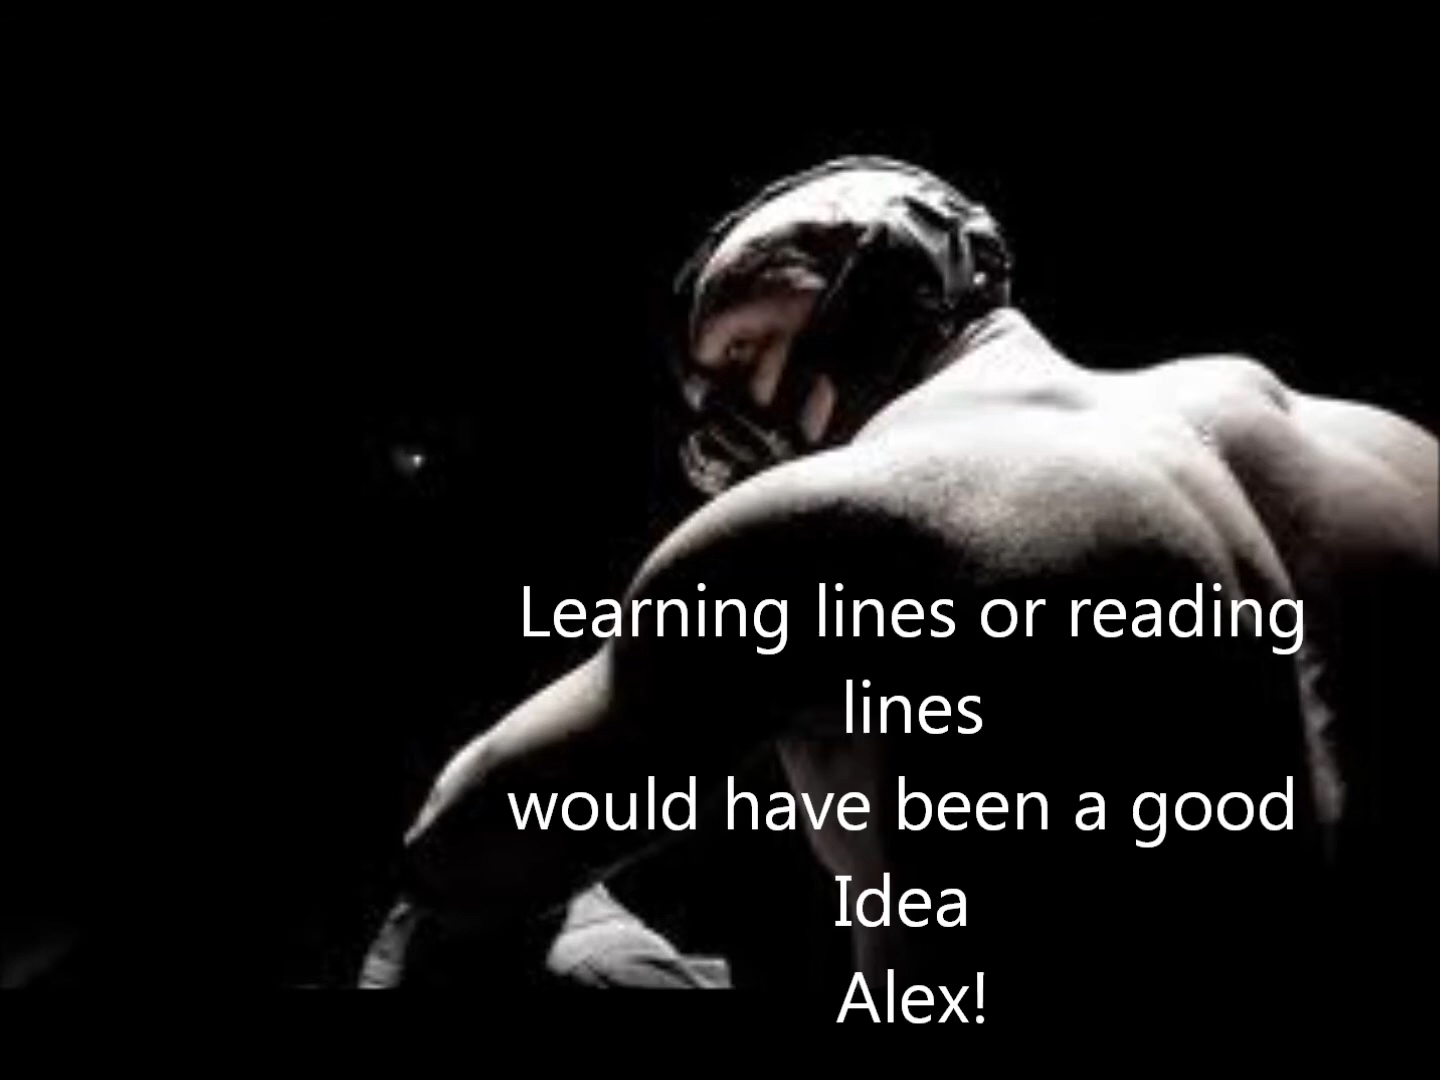 Learning lines or reading
lines
would have been a good
Idea
Alex!